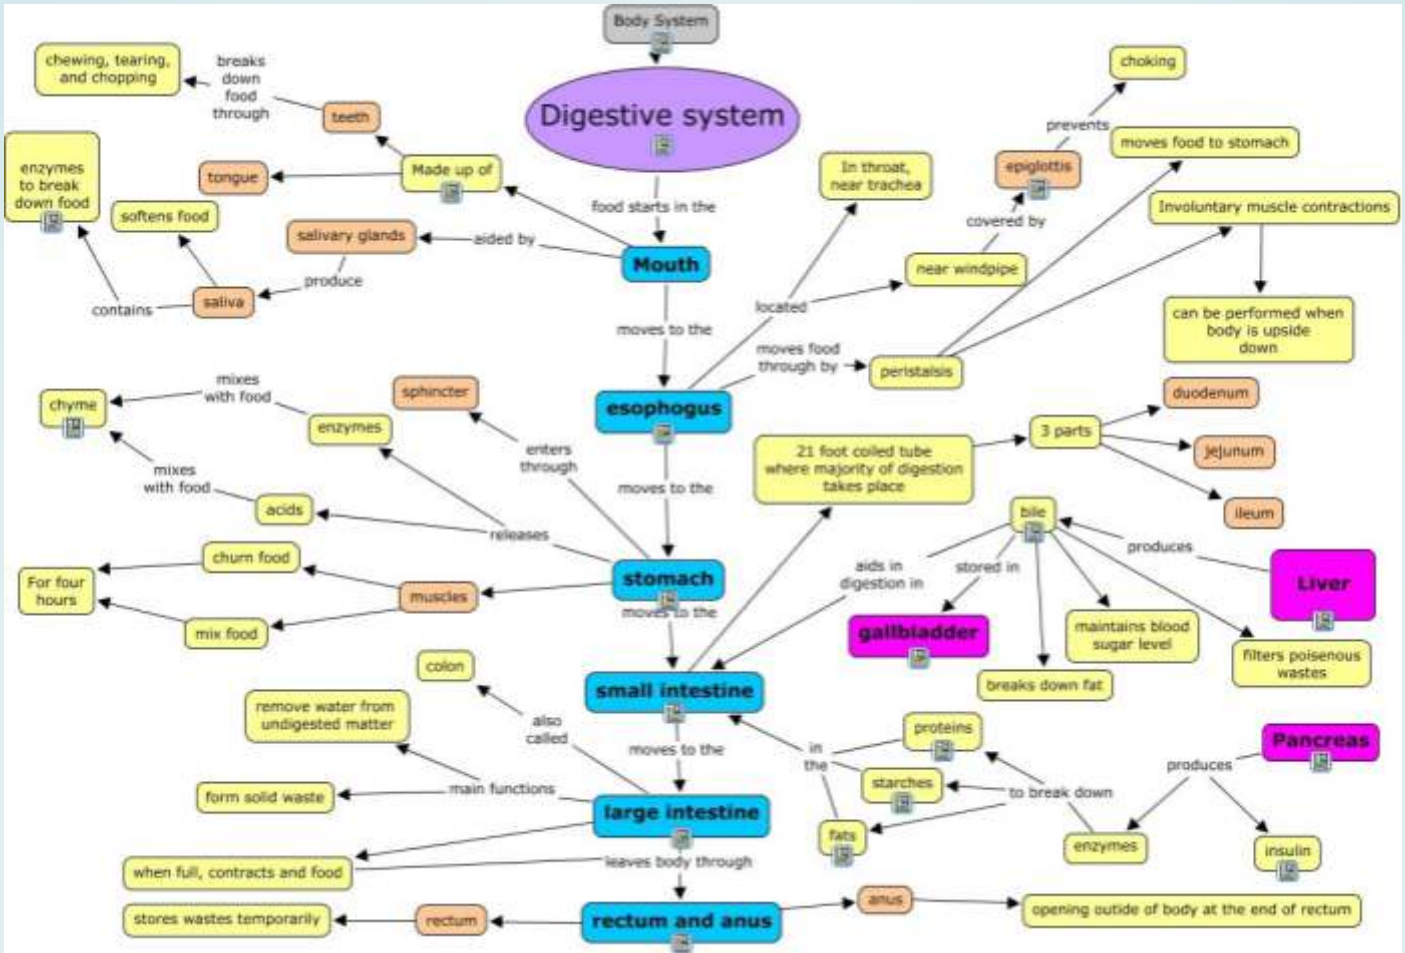 Body System
Digestive system
food starts in the
Mouth
Made up of
teeth
breaks
down
food
through
chewing, tearing,
and chopping
tongue
aided by
salivary glands
produce
saliva
softens food
contains
enzymes
to break
down food
moves to the
esophogus
located
In throat,
near trachea
near windpipe
covered by
epiglottis
prevents
choking
moves food
through by
peristalsis
moves food to stomach
Involuntary muscle contractions
can be performed when
body is upside
down
moves to the
stomach
enters
through
sphincter
releases
enzymes
mixes
with food
chyme
acids
mixes
with food
muscles
churn food
mix food
For four
hours
moves to the
small intestine
21 foot coiled tube
where majority of digestion
takes place
3 parts
duodenum
jejunum
ileum
Liver
produces
bile
aids in
digestion in
stored in
gallbladder
breaks down fat
maintains blood
sugar level
filters poisenous
wastes
Pancreas
produces
insulin
enzymes
to break down
proteins
starches
fats
in
the
moves to the
large intestine
also
called
colon
main functions
remove water from
undigested matter
form solid waste
when full, contracts and food
leaves body through
rectum and anus
rectum
stores wastes temporarily
anus
opening outide of body at the end of rectum